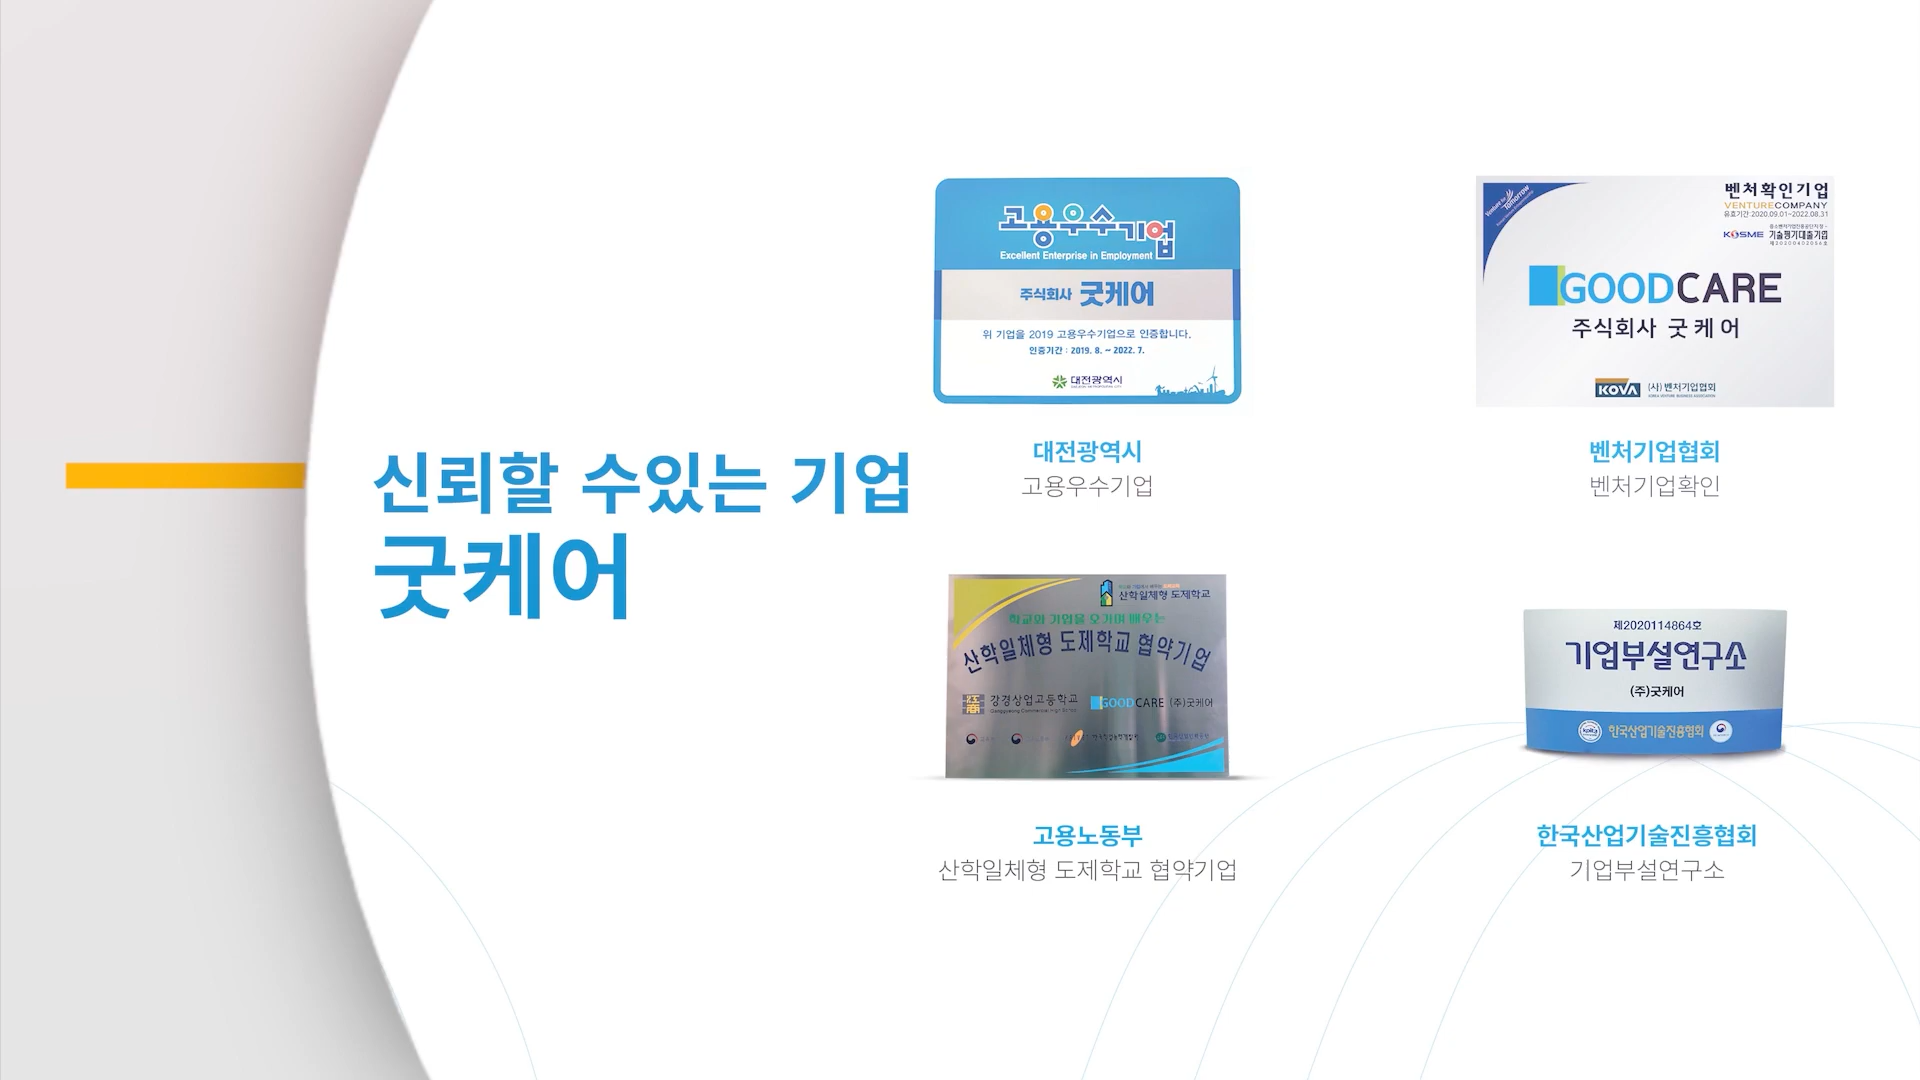 신뢰할 수있는 기업
굿케어
고용우수기업
Excellent Enterprise in Employment
주식회사 굿케어
위 기업을 2019 고용우수기업으로 인증합니다.
인증기간 : 2019. 8. ~ 2022. 7.
대전광역시
대전광역시
고용우수기업
Venture for Tomorrow
벤처확인기업
VENTURECOMPANY
유효기간:2020.09.01~2022.08.31
KOSME 기술평가대출기업
GOODCARE
주식회사 굿케어
KOVA (사)벤처기업협회
벤처기업협회
벤처기업확인
산학일체형 도제학교
학교와 기업을 오가며 배우는
산학일체형 도제학교 협약기업
강경상업고등학교
GOODCARE (주)굿케어
고용노동부
산학일체형 도제학교 협약기업
제2020114864호
기업부설연구소
(주)굿케어
한국산업기술진흥협회
한국산업기술진흥협회
기업부설연구소